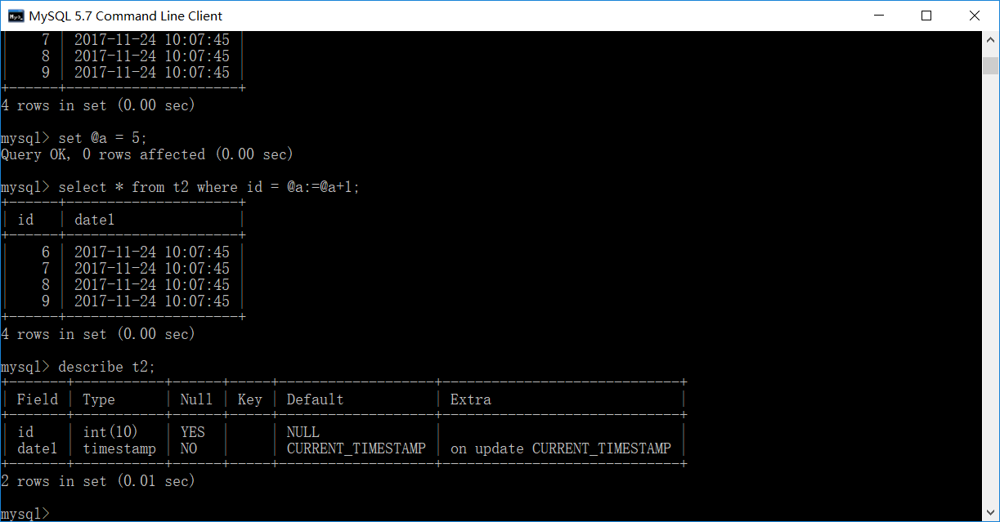 MySQL 5.7 Command Line Client
|    7 | 2017-11-24 10:07:45 |
|    8 | 2017-11-24 10:07:45 |
|    9 | 2017-11-24 10:07:45 |
+------+---------------------+
4 rows in set (0.00 sec)
mysql> set @a = 5;
Query OK, 0 rows affected (0.00 sec)
mysql> select * from t2 where id = @a:=@a+1;
+------+---------------------+
| id   | date1               |
+------+---------------------+
|    6 | 2017-11-24 10:07:45 |
|    7 | 2017-11-24 10:07:45 |
|    8 | 2017-11-24 10:07:45 |
|    9 | 2017-11-24 10:07:45 |
+------+---------------------+
4 rows in set (0.00 sec)
mysql> describe t2;
+-------+-----------+------+-----+-------------------+-----------------------------+
| Field | Type      | Null | Key | Default           | Extra                       |
+-------+-----------+------+-----+-------------------+-----------------------------+
| id    | int(10)   | YES  |     | NULL              |                             |
| date1 | timestamp | NO   |     | CURRENT_TIMESTAMP | on update CURRENT_TIMESTAMP |
+-------+-----------+------+-----+-------------------+-----------------------------+
2 rows in set (0.01 sec)
mysql>